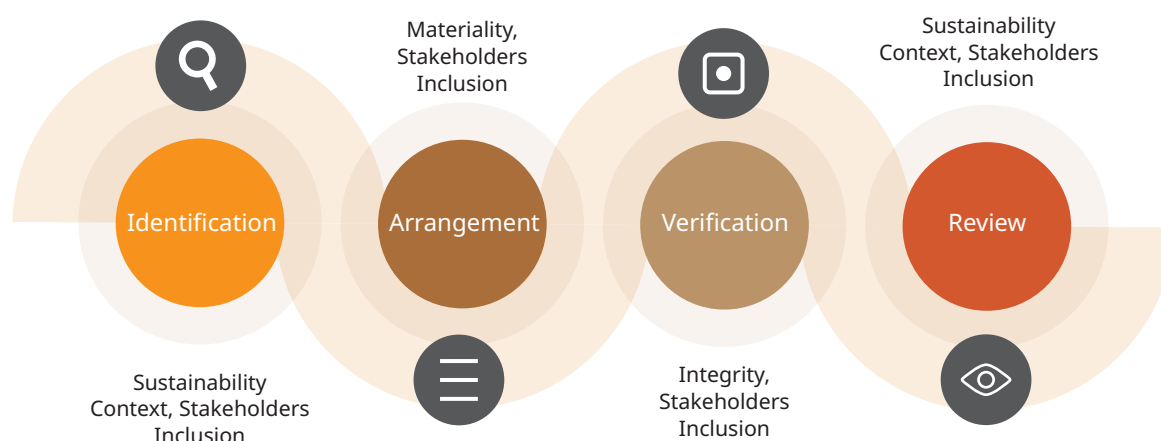 Materiality,
Stakeholders
Inclusion
Sustainability
Context, Stakeholders
Inclusion
Identification
Arrangement
Verification
Review
Sustainability
Context, Stakeholders
Inclusion
Integrity,
Stakeholders
Inclusion